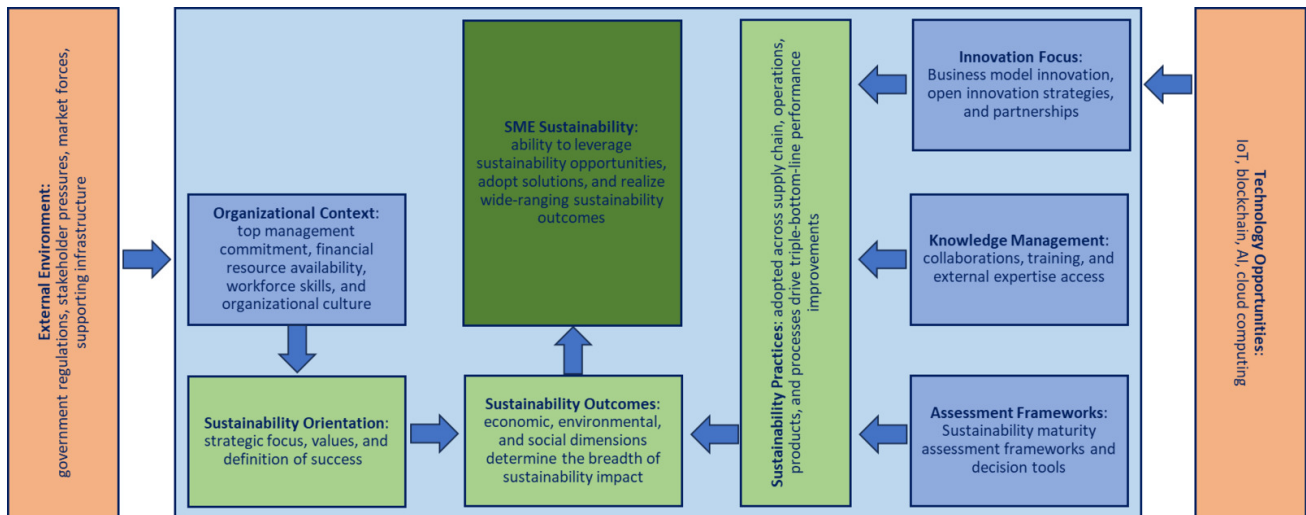 External Environment:
government regulations, stakeholder pressures, market forces,
supporting infrastructure
Organizational Context:
top management
commitment, financial
resource availability,
workforce skills, and
organizational culture
Sustainability Orientation:
strategic focus, values, and
definition of success
SME Sustainability:
ability to leverage
sustainability opportunities,
adopt solutions, and realize
wide-ranging sustainability
outcomes
Sustainability Outcomes:
economic, environmental,
and social dimensions
determine the breadth of
sustainability impact
Sustainability Practices: adopted across supply chain, operations,
products, and processes drive triple-bottom-line performance
improvements
Innovation Focus:
Business model innovation,
open innovation strategies,
and partnerships
Knowledge Management:
collaborations, training, and
external expertise access
Assessment Frameworks:
Sustainability maturity
assessment frameworks and
decision tools
Technology Opportunities:
IoT, blockchain, AI, cloud computing